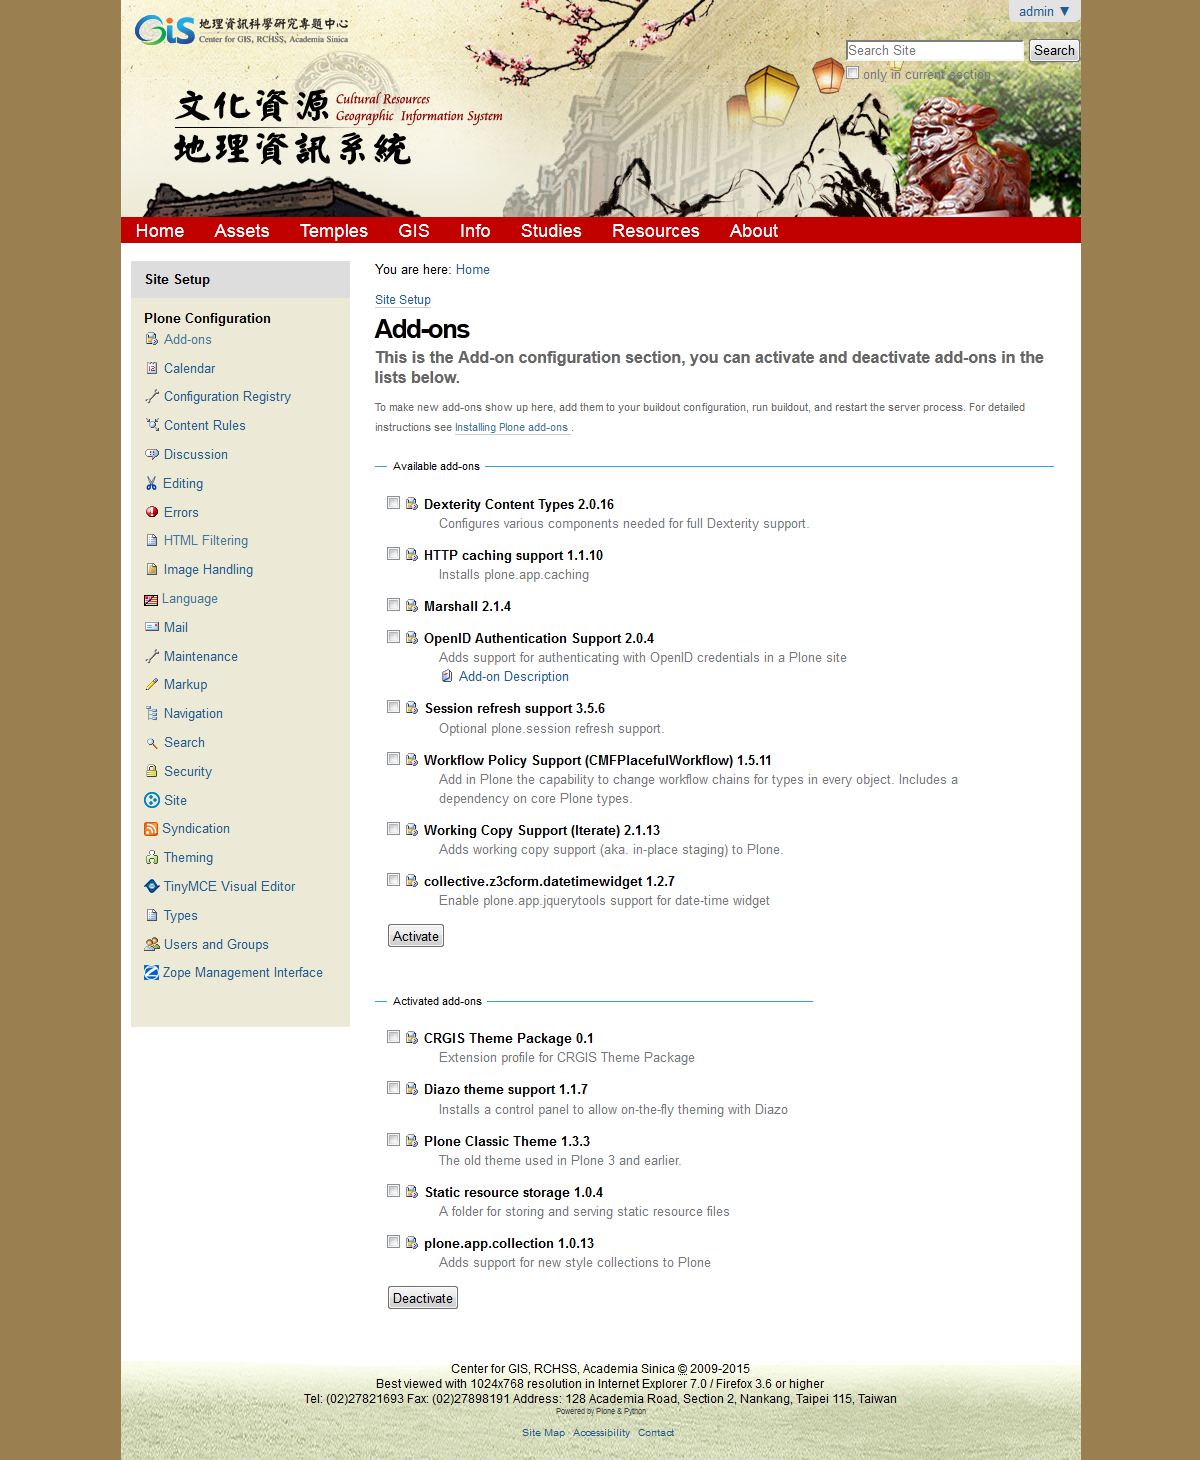 GIS 地理資訊科學研究專題中心
Center for GIS, RCHSS, Academia Sinica
admin ▼
Search Site
Search
only in current section
文化資源
Cultural Resources
Geographic Information System
地理資訊系統
Home Assets Temples GIS Info Studies Resources About
Site Setup
Plone Configuration
Add-ons
Calendar
Configuration Registry
Content Rules
Discussion
Editing
Errors
HTML Filtering
Image Handling
Language
Mail
Maintenance
Markup
Navigation
Search
Security
Site
Syndication
Theming
TinyMCE Visual Editor
Types
Users and Groups
Zope Management Interface
You are here: Home
Site Setup
Add-ons
This is the Add-on configuration section, you can activate and deactivate add-ons in the
lists below.
To make new add-ons show up here, add them to your buildout configuration, run buildout, and restart the server process. For detailed
instructions see Installing Plone add-ons .
Available add-ons
Dexterity Content Types 2.0.16
Configures various components needed for full Dexterity support.
HTTP caching support 1.1.10
Installs plone.app.caching
Marshall 2.1.4
OpenID Authentication Support 2.0.4
Adds support for authenticating with OpenID credentials in a Plone site
Add-on Description
Session refresh support 3.5.6
Optional plone.session refresh support.
Workflow Policy Support (CMFPlacefulWorkflow) 1.5.11
Add in Plone the capability to change workflow chains for types in every object. Includes a
dependency on core Plone types.
Working Copy Support (Iterate) 2.1.13
Adds working copy support (aka. in-place staging) to Plone.
collective.z3cform.datetimewidget 1.2.7
Enable plone.app.jquerytools support for date-time widget
Activate
Activated add-ons
CRGIS Theme Package 0.1
Extension profile for CRGIS Theme Package
Diazo theme support 1.1.7
Installs a control panel to allow on-the-fly theming with Diazo
Plone Classic Theme 1.3.3
The old theme used in Plone 3 and earlier.
Static resource storage 1.0.4
A folder for storing and serving static resource files
plone.app.collection 1.0.13
Adds support for new style collections to Plone
Deactivate
Center for GIS, RCHSS, Academia Sinica © 2009-2015
Best viewed with 1024x768 resolution in Internet Explorer 7.0 / Firefox 3.6 or higher
Tel: (02)27821693 Fax: (02)27898191 Address: 128 Academia Road, Section 2, Nankang, Taipei 115, Taiwan
Powered by Plone & Python
Site Map Accessibility Contact